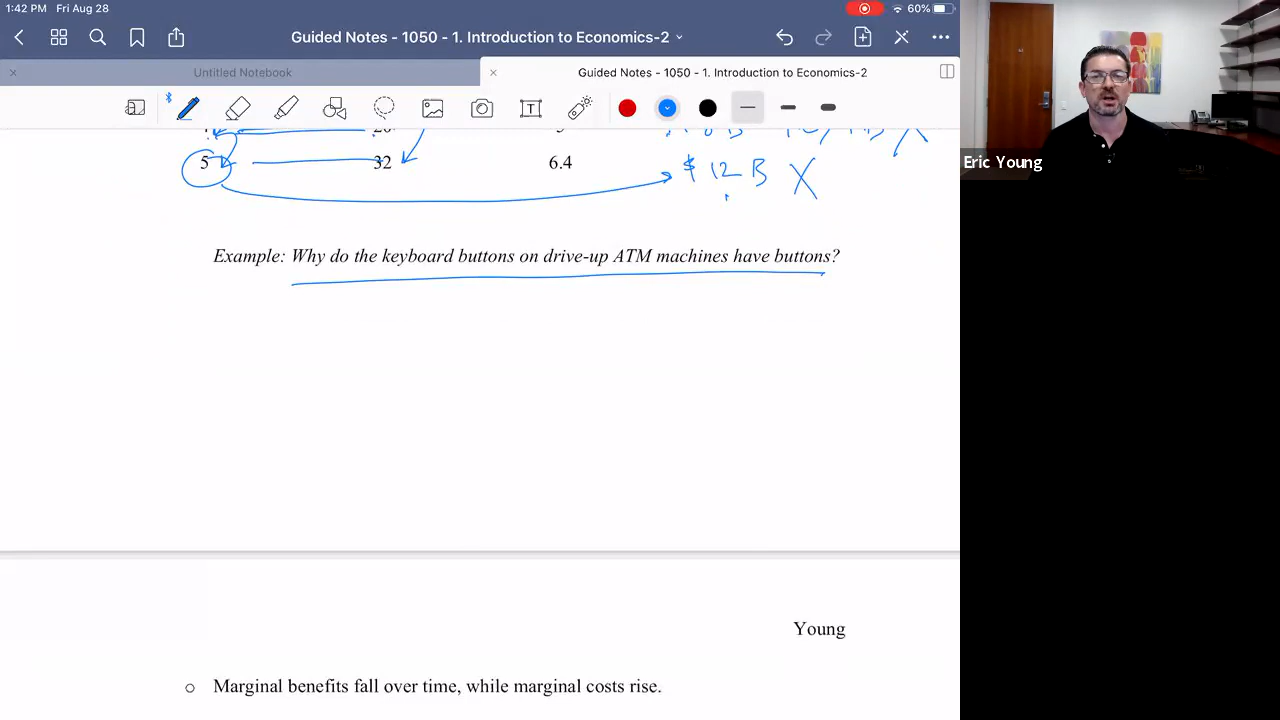 1:42 PM Fri Aug 28
60%
Guided Notes - 1050 - 1. Introduction to Economics-2
Untitled Notebook
Guided Notes - 1050 - 1. Introduction to Economics-2
5 32 6.4 $ 12 B X
Eric Young
Example: Why do the keyboard buttons on drive-up ATM machines have buttons?
Young
Marginal benefits fall over time, while marginal costs rise.